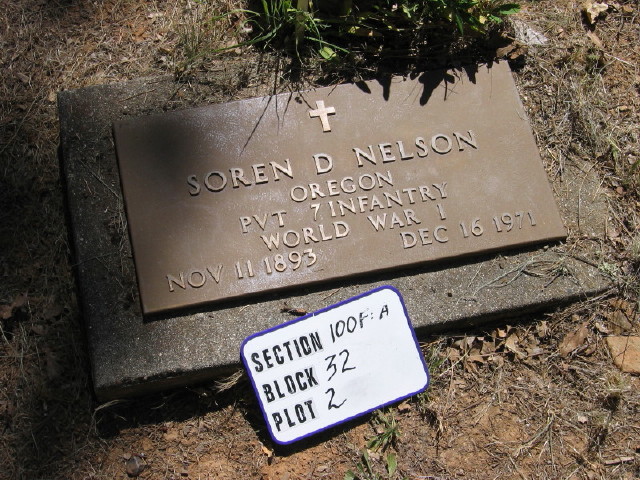 SOREN D NELSON
OREGON
PVT 7 INFANTRY
WORLD WAR I
NOV 11 1893 DEC 16 1971
SECTION 100F:A
BLOCK 32
PLOT 2